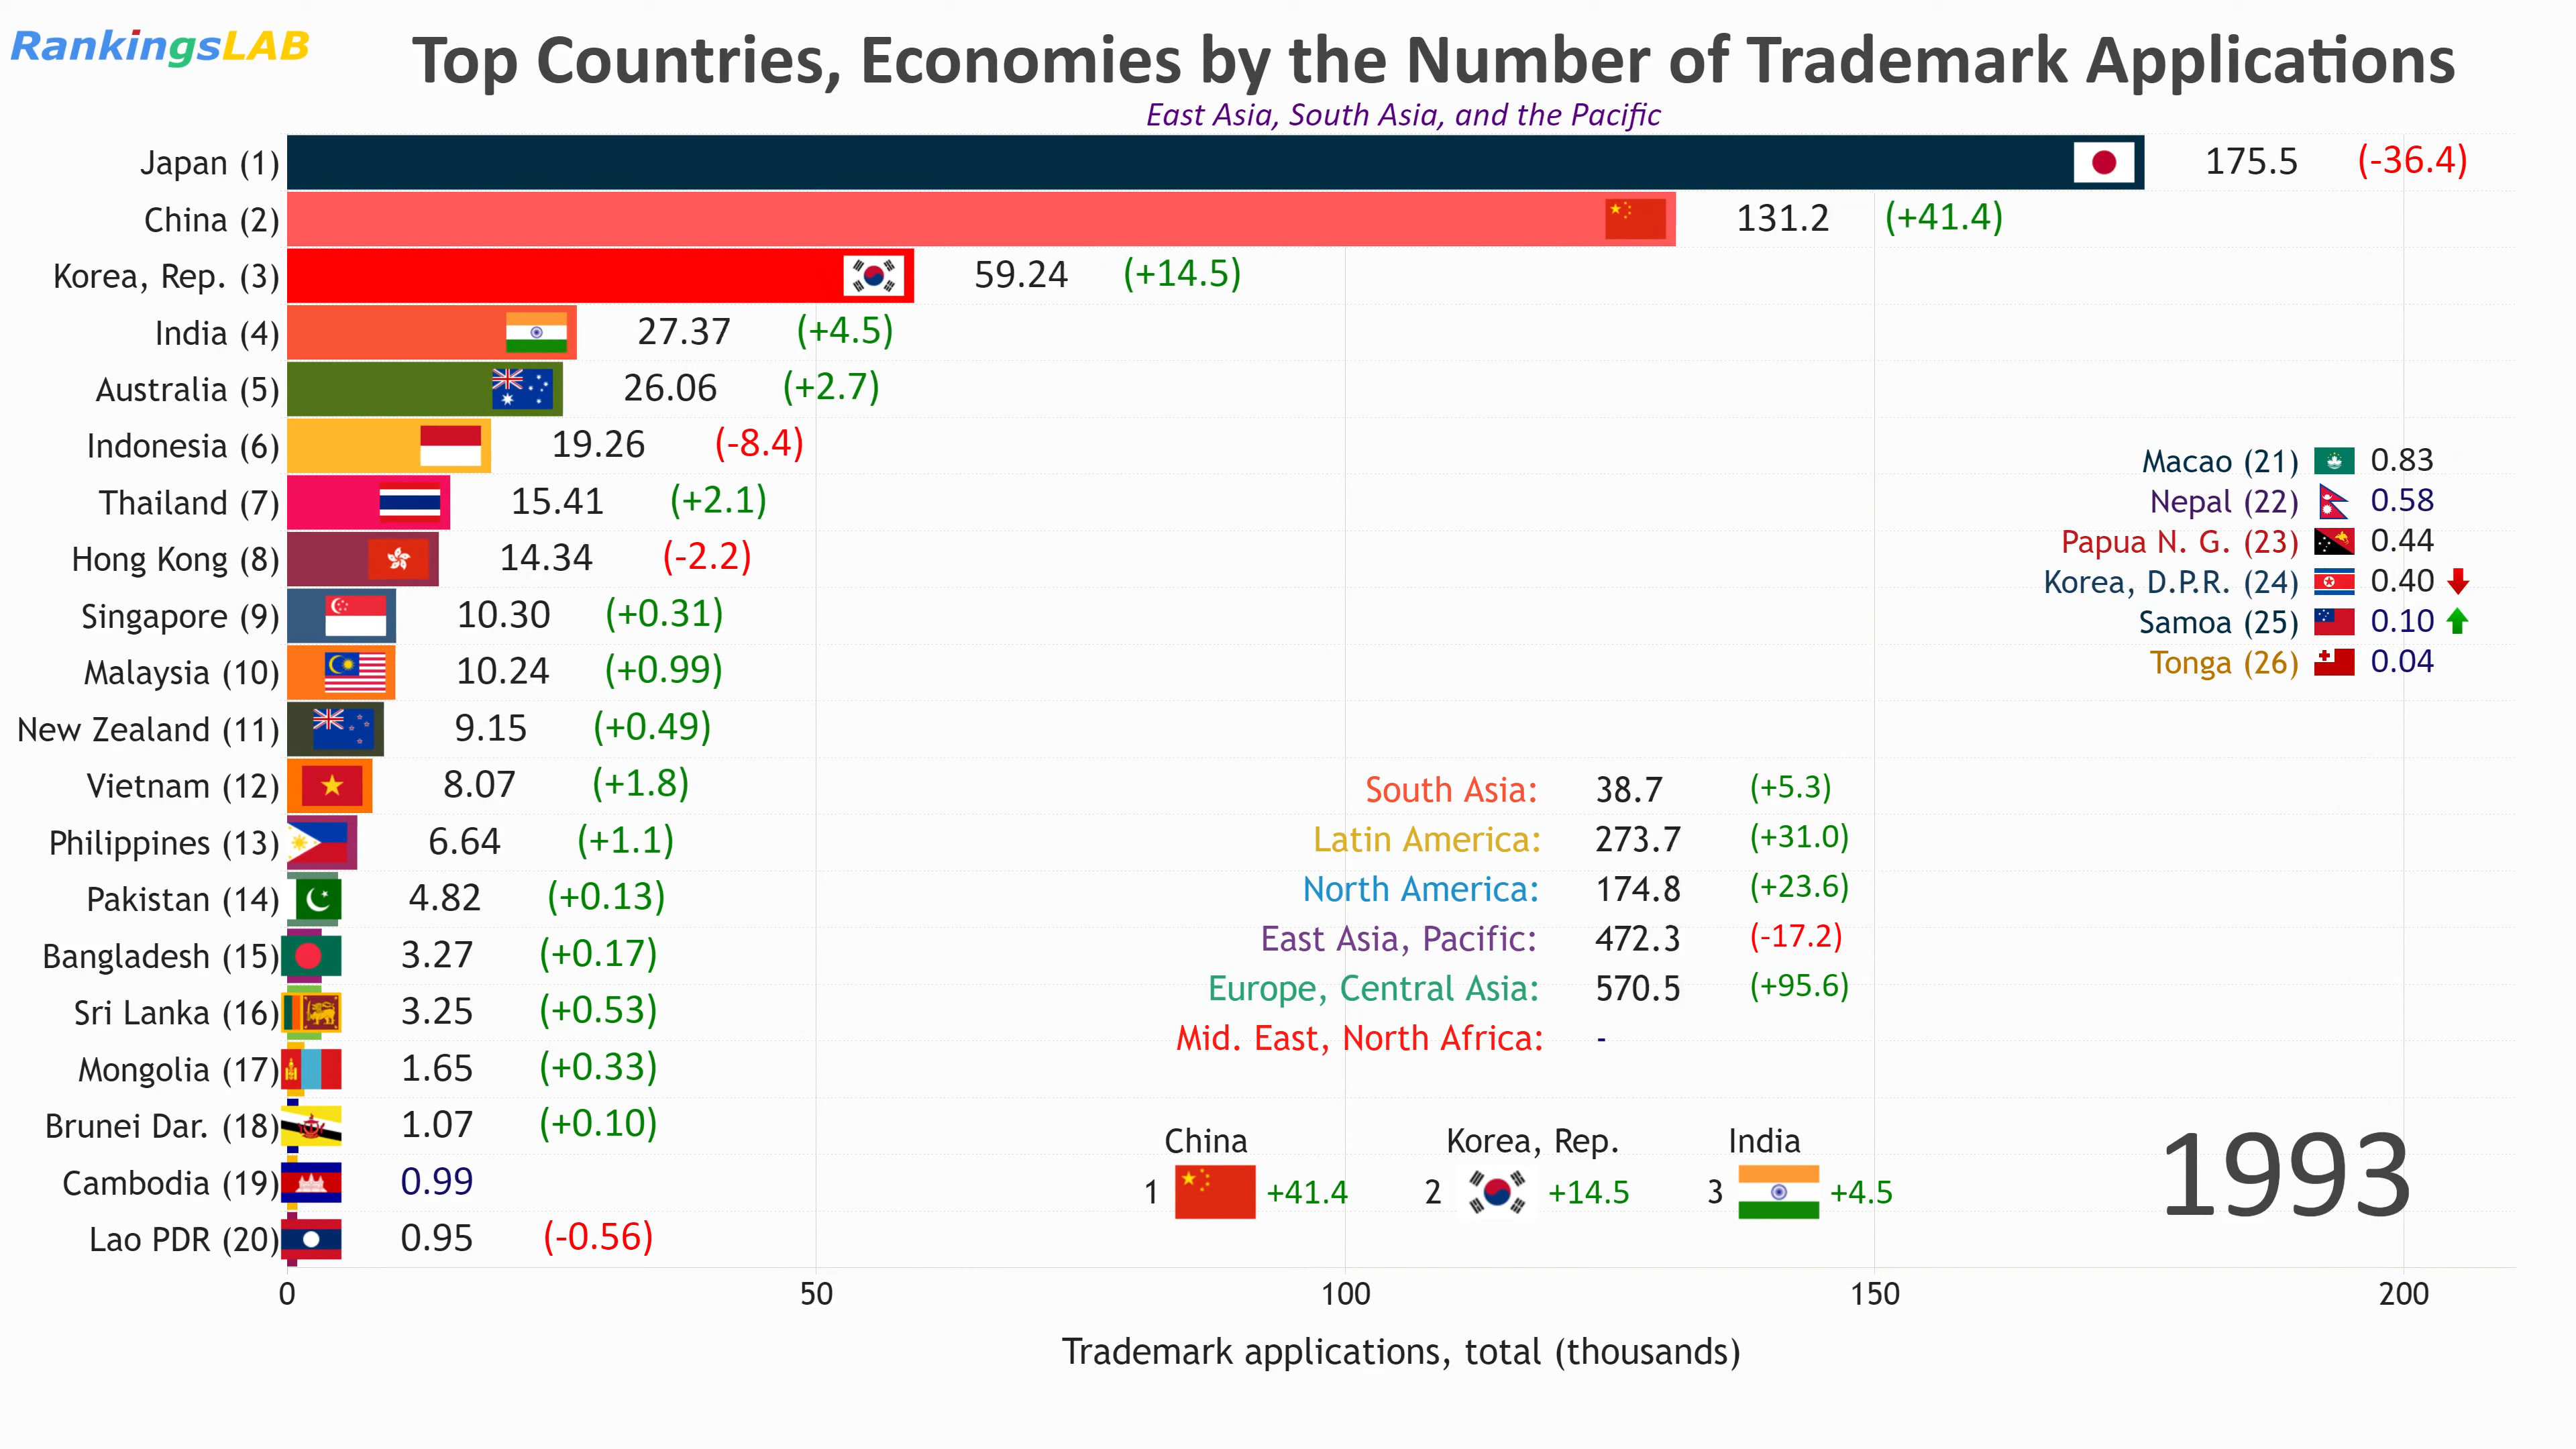 RankingsLAB
Top Countries, Economies by the Number of Trademark Applications
East Asia, South Asia, and the Pacific
Japan (1) 175.5 (-36.4)
China (2) 131.2 (+41.4)
Korea, Rep. (3) 59.24 (+14.5)
India (4) 27.37 (+4.5)
Australia (5) 26.06 (+2.7)
Indonesia (6) 19.26 (-8.4)
Thailand (7) 15.41 (+2.1)
Hong Kong (8) 14.34 (-2.2)
Singapore (9) 10.30 (+0.31)
Malaysia (10) 10.24 (+0.99)
New Zealand (11) 9.15 (+0.49)
Vietnam (12) 8.07 (+1.8)
Philippines (13) 6.64 (+1.1)
Pakistan (14) 4.82 (+0.13)
Bangladesh (15) 3.27 (+0.17)
Sri Lanka (16) 3.25 (+0.53)
Mongolia (17) 1.65 (+0.33)
Brunei Dar. (18) 1.07 (+0.10)
Cambodia (19) 0.99
Lao PDR (20) 0.95 (-0.56)
Macao (21) 0.83
Nepal (22) 0.58
Papua N. G. (23) 0.44
Korea, D.P.R. (24) 0.40
Samoa (25) 0.10
Tonga (26) 0.04
South Asia: 38.7 (+5.3)
Latin America: 273.7 (+31.0)
North America: 174.8 (+23.6)
East Asia, Pacific: 472.3 (-17.2)
Europe, Central Asia: 570.5 (+95.6)
Mid. East, North Africa: -
China Korea, Rep. India
1 +41.4 2 +14.5 3 +4.5
1993
0 50 100 150 200
Trademark applications, total (thousands)